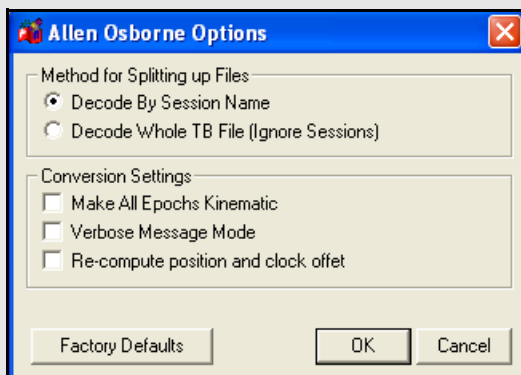 Allen Osborne Options
Method for Splitting up Files
Decode By Session Name
Decode Whole TB File (Ignore Sessions)
Conversion Settings
Make All Epochs Kinematic
Verbose Message Mode
Re-compute position and clock offet
Factory Defaults OK Cancel